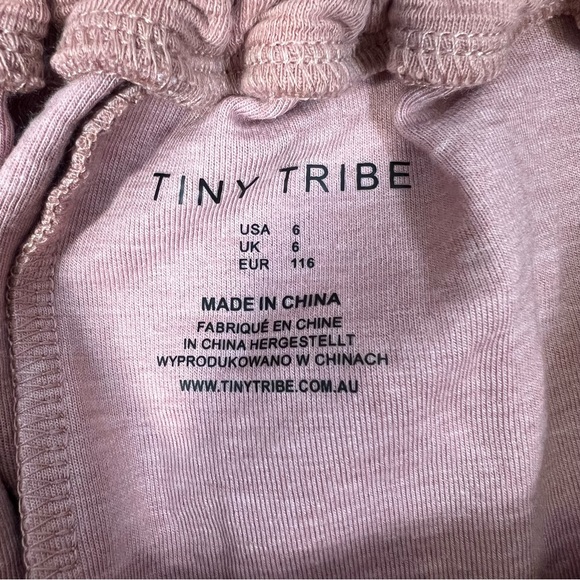 TINY TRIBE
USA 6
UK 6
EUR 116
MADE IN CHINA
FABRIQUÉ EN CHINE
IN CHINA HERGESTELLT
WYPRODUKOWANO W CHINACH
WWW.TINYTRIBE.COM.AU